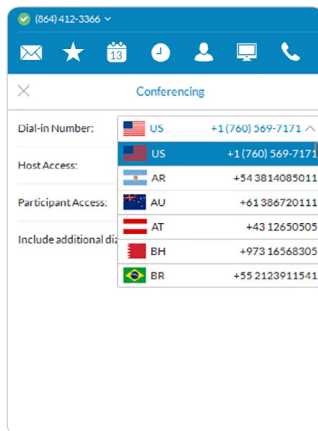 (864) 412-3366
13
Conferencing
Dial-in Number: US +1 (760) 569-7171
US +1 (760) 569-7171
Host Access:
AR +54 3814085011
Participant Access: AU +61 386720111
AT +43 12650505
Include additional dia
BH +973 16568305
BR +55 2123911541